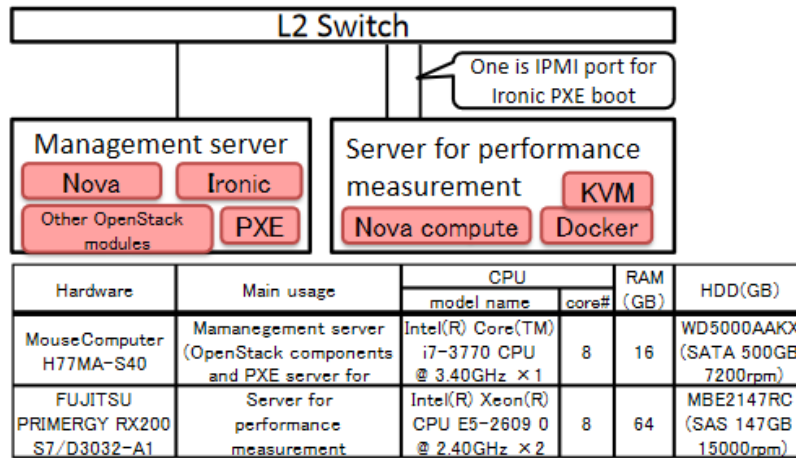 L2 Switch
One is IPMI port for
Ironic PXE boot
Management server
Nova
Ironic
Other OpenStack
modules
PXE
Server for performance
measurement
KVM
Nova compute
Docker
Hardware
Main usage
CPU
model name
core#
RAM
(GB)
HDD(GB)
MouseComputer
H77MA-S40
Mamanegement server
(OpenStack components
and PXE server for
Intel(R) Core(TM)
i7-3770 CPU
@ 3.40GHz ×1
8
16
WD5000AAKX
(SATA 500GB
7200rpm)
FUJITSU
PRIMERGY RX200
S7/D3032-A1
Server for
performance
measurement
Intel(R) Xeon(R)
CPU E5-2609 0
@ 2.40GHz ×2
8
64
MBE2147RC
(SAS 147GB
15000rpm)